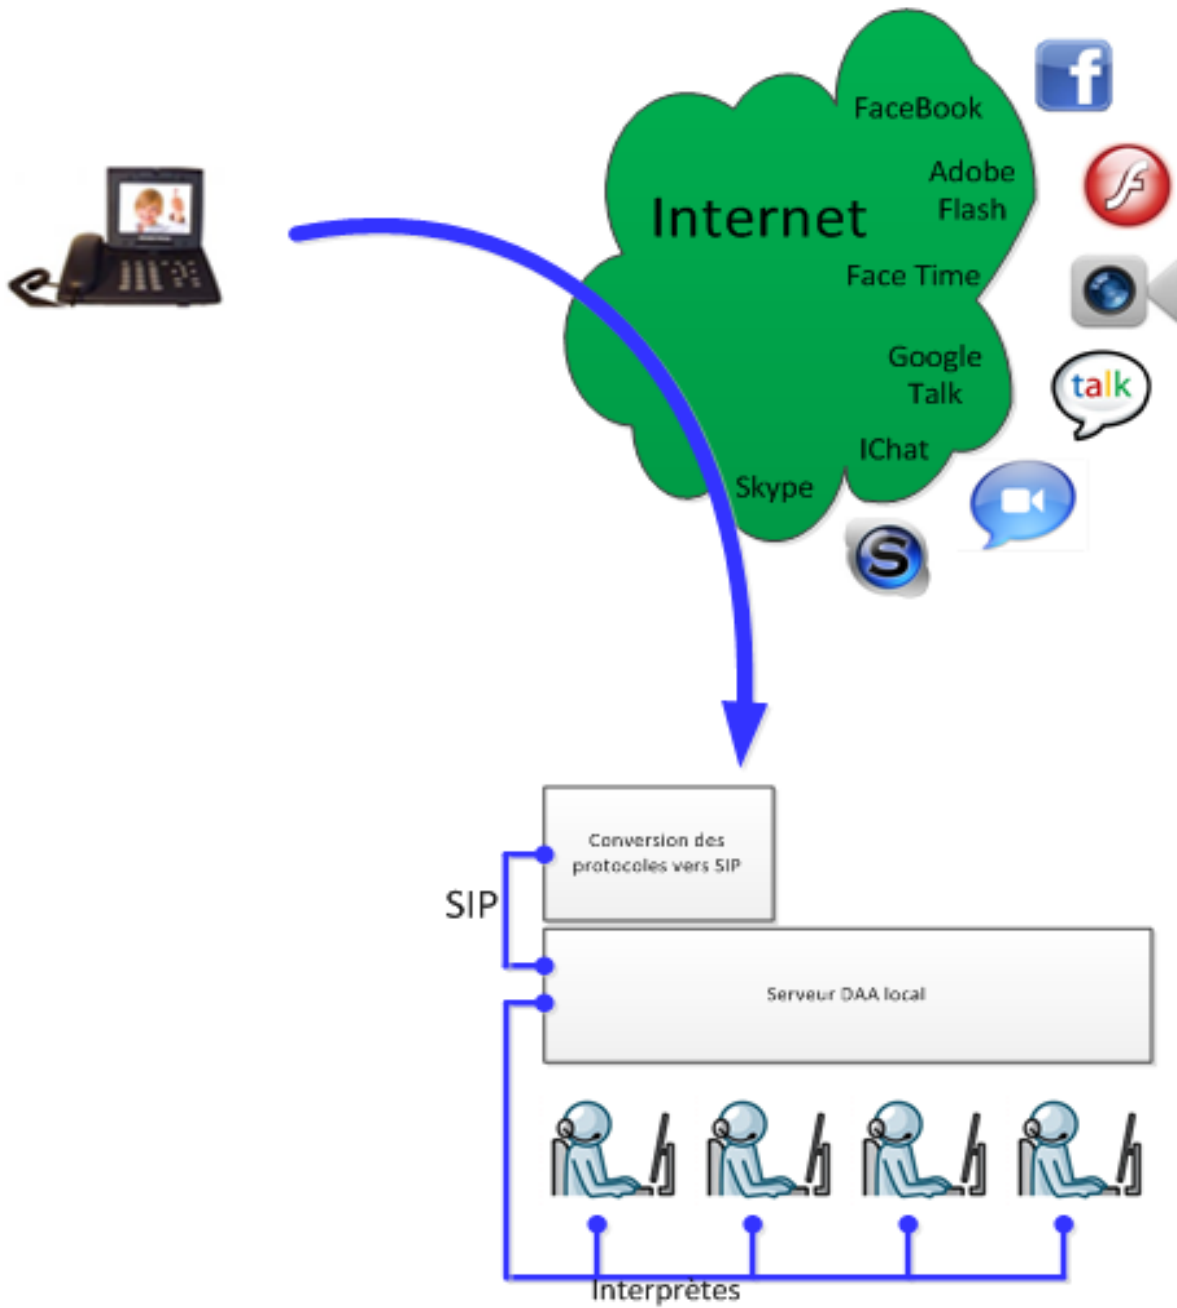 FaceBook
Adobe
Flash
Internet
Face Time
Google
Talk
talk
IChat
Skype
Conversion des
protocoles vers SIP
SIP
Serveur DAA local
Interprètes